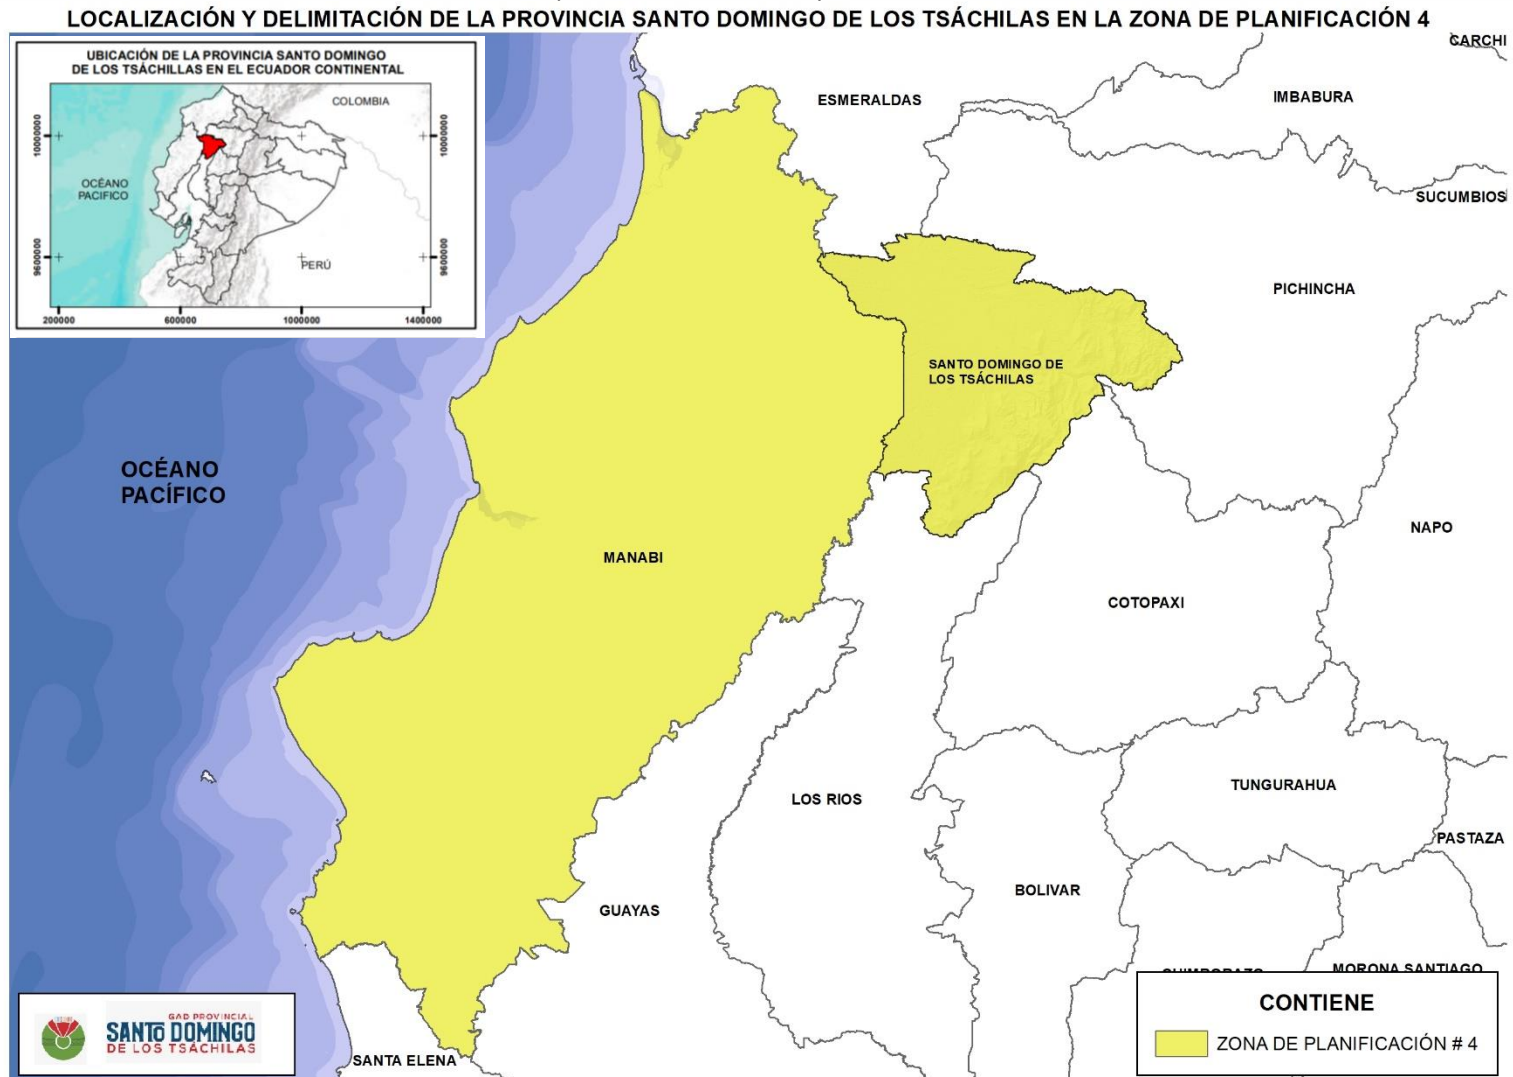 LOCALIZACIÓN Y DELIMITACIÓN DE LA PROVINCIA SANTO DOMINGO DE LOS TSÁCHILAS EN LA ZONA DE PLANIFICACIÓN 4
UBICACIÓN DE LA PROVINCIA SANTO DOMINGO
DE LOS TSÁCHILLAS EN EL ECUADOR CONTINENTAL
COLOMBIA
10000000
10000000
OCÉANO
PACIFICO
9600000
9600000
PERÚ
200000
600000
1000000
1400000
CARCHI
ESMERALDAS
IMBABURA
SUCUMBIOS
PICHINCHA
SANTO DOMINGO DE
LOS TSÁCHILAS
OCÉANO
PACÍFICO
NAPO
MANABI
COTOPAXI
TUNGURAHUA
LOS RIOS
PASTAZA
BOLIVAR
GUAYAS
CHIMBORAZO
MORONA SANTIAGO
SANTA ELENA
GAD PROVINCIAL
SANTO DOMINGO
DE LOS TSÁCHILAS
CONTIENE
ZONA DE PLANIFICACIÓN # 4